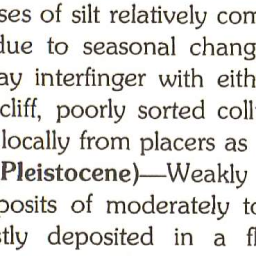 ses of silt relatively com
due to seasonal chang
ay interfinger with eith
cliff, poorly sorted coll
locally from placers as
Pleistocene)—Weakly
posits of moderately to
stly deposited in a fl